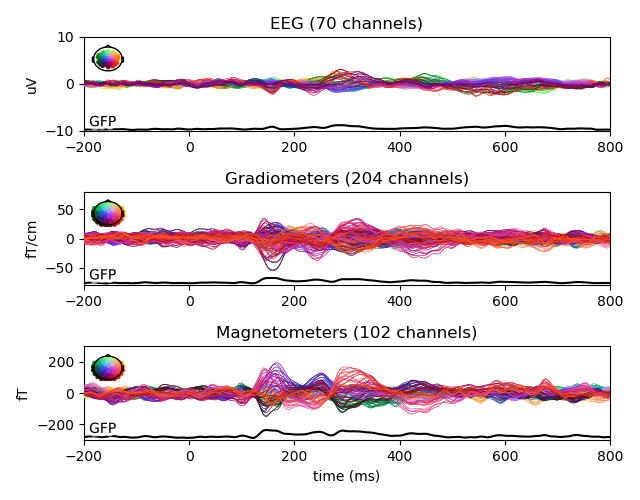 EEG (70 channels)
10
0
−10
uV
GFP
−200 0 200 400 600 800
Gradiometers (204 channels)
50
0
−50
fT/cm
GFP
−200 0 200 400 600 800
Magnetometers (102 channels)
200
0
−200
fT
GFP
−200 0 200 400 600 800
time (ms)